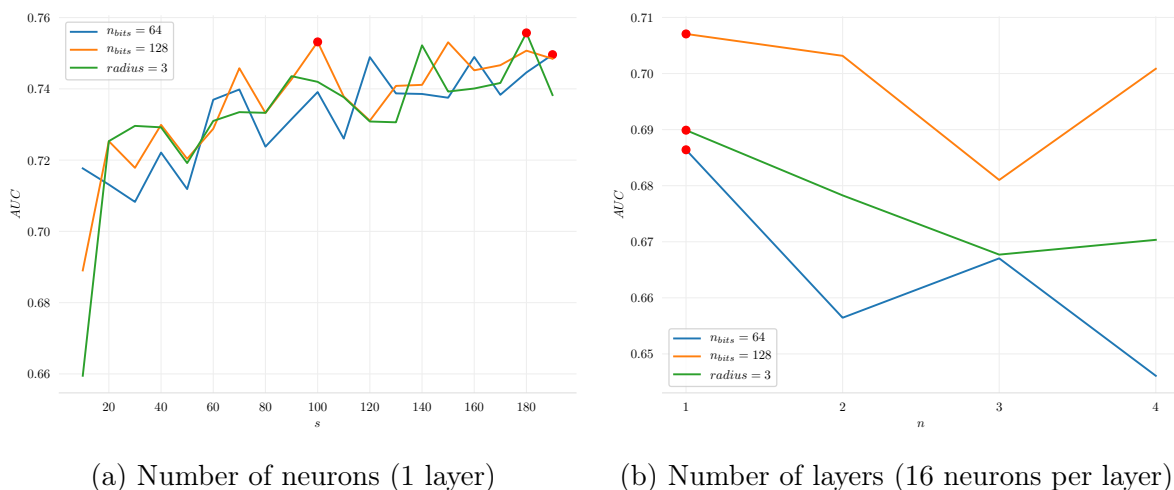 0.76
0.74
0.72
0.70
0.68
0.66
AUC
n_bits = 64
n_bits = 128
radius = 3
20 40 60 80 100 120 140 160 180
s
(a) Number of neurons (1 layer)
0.71
0.70
0.69
0.68
0.67
0.66
0.65
AUC
n_bits = 64
n_bits = 128
radius = 3
1 2 3 4
n
(b) Number of layers (16 neurons per layer)